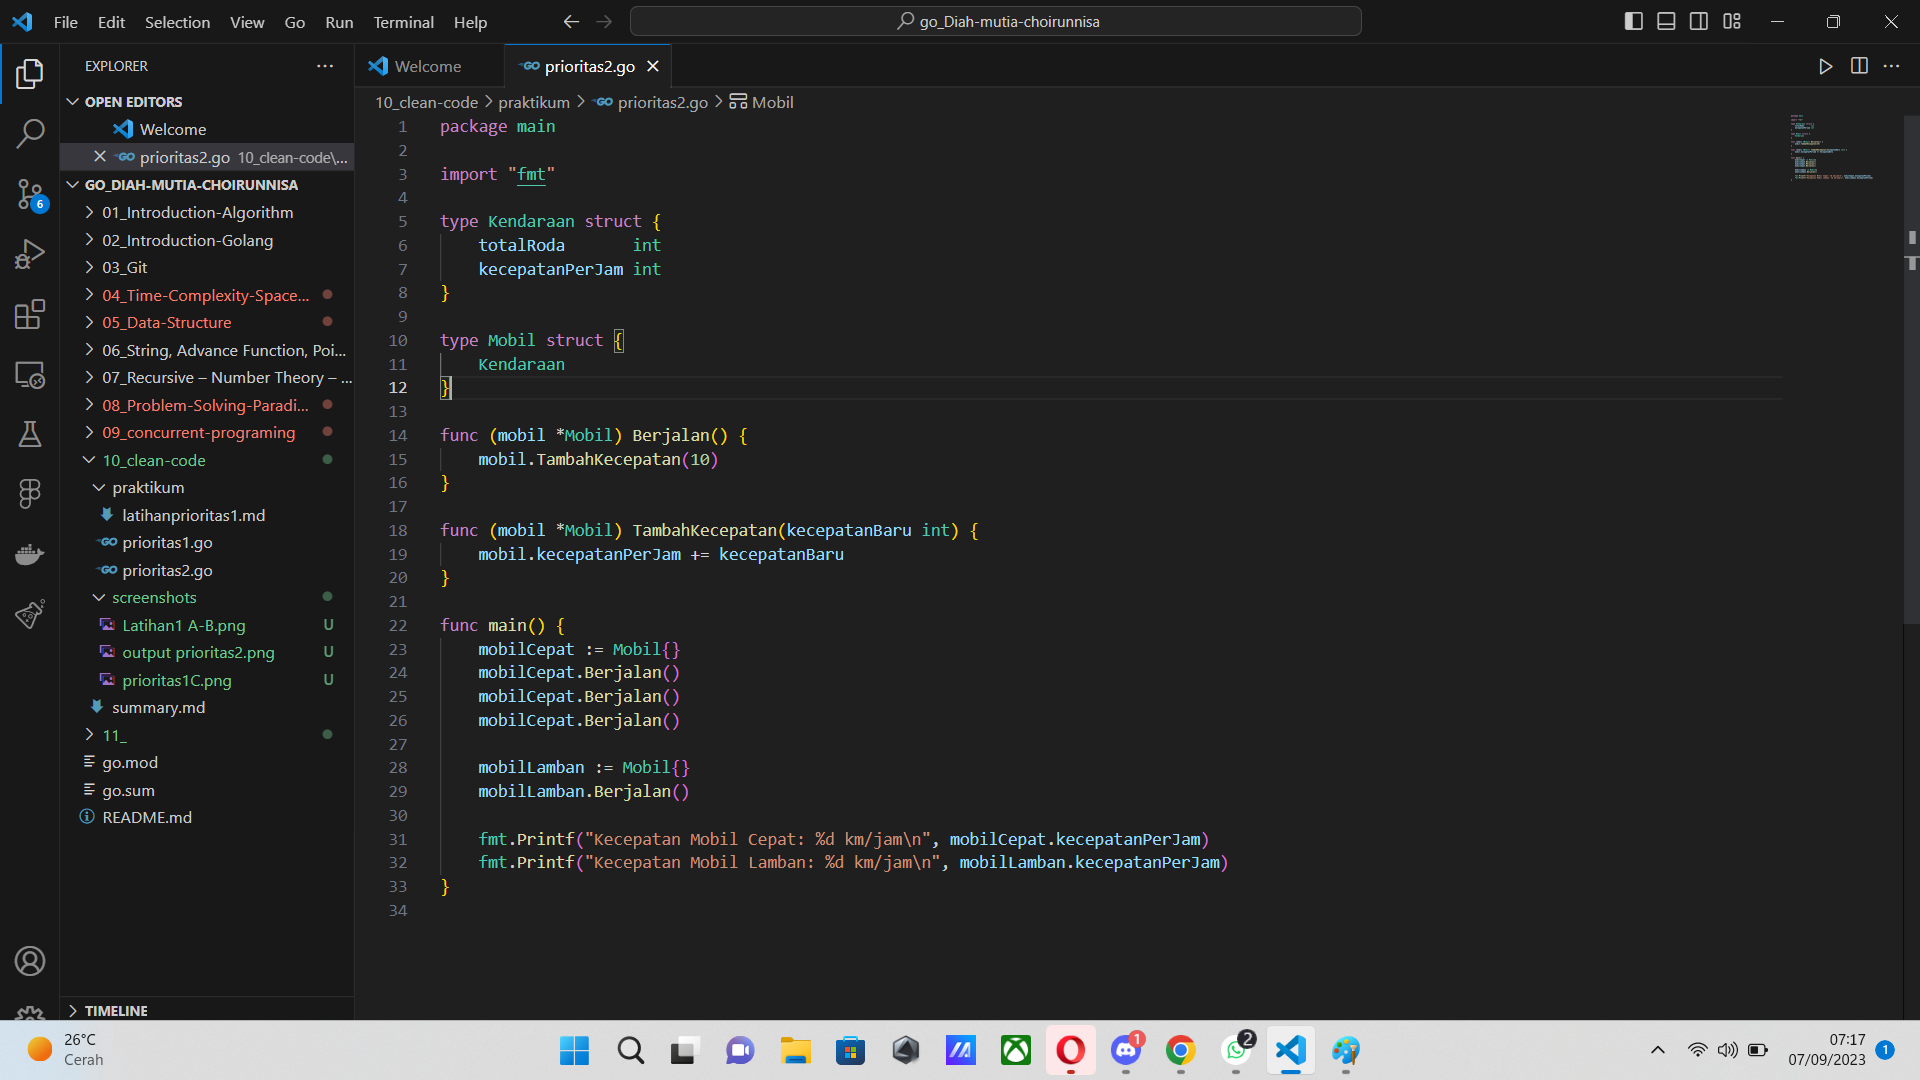 File Edit Selection View Go Run Terminal Help
go_Diah-mutia-choirunnisa
EXPLORER
OPEN EDITORS
Welcome
prioritas2.go 10_clean-code\...
GO_DIAH-MUTIA-CHOIRUNNISA
01_Introduction-Algorithm
02_Introduction-Golang
03_Git
04_Time-Complexity-Space...
05_Data-Structure
06_String, Advance Function, Poi...
07_Recursive – Number Theory – ...
08_Problem-Solving-Paradi...
09_concurrent-programing
10_clean-code
praktikum
latihanprioritas1.md
prioritas1.go
prioritas2.go
screenshots
Latihan1 A-B.png U
output prioritas2.png U
prioritas1C.png U
summary.md
11_
go.mod
go.sum
README.md
TIMELINE
6
Welcome
prioritas2.go
10_clean-code > praktikum > prioritas2.go > Mobil
1 package main
2
3 import "fmt"
4
5 type Kendaraan struct {
6 totalRoda int
7 kecepatanPerJam int
8 }
9
10 type Mobil struct {
11 Kendaraan
12 }
13
14 func (mobil *Mobil) Berjalan() {
15 mobil.TambahKecepatan(10)
16 }
17
18 func (mobil *Mobil) TambahKecepatan(kecepatanBaru int) {
19 mobil.kecepatanPerJam += kecepatanBaru
20 }
21
22 func main() {
23 mobilCepat := Mobil{}
24 mobilCepat.Berjalan()
25 mobilCepat.Berjalan()
26 mobilCepat.Berjalan()
27
28 mobilLamban := Mobil{}
29 mobilLamban.Berjalan()
30
31 fmt.Printf("Kecepatan Mobil Cepat: %d km/jam\n", mobilCepat.kecepatanPerJam)
32 fmt.Printf("Kecepatan Mobil Lamban: %d km/jam\n", mobilLamban.kecepatanPerJam)
33 }
34
26°C
Cerah
1
2
07:17
07/09/2023
1